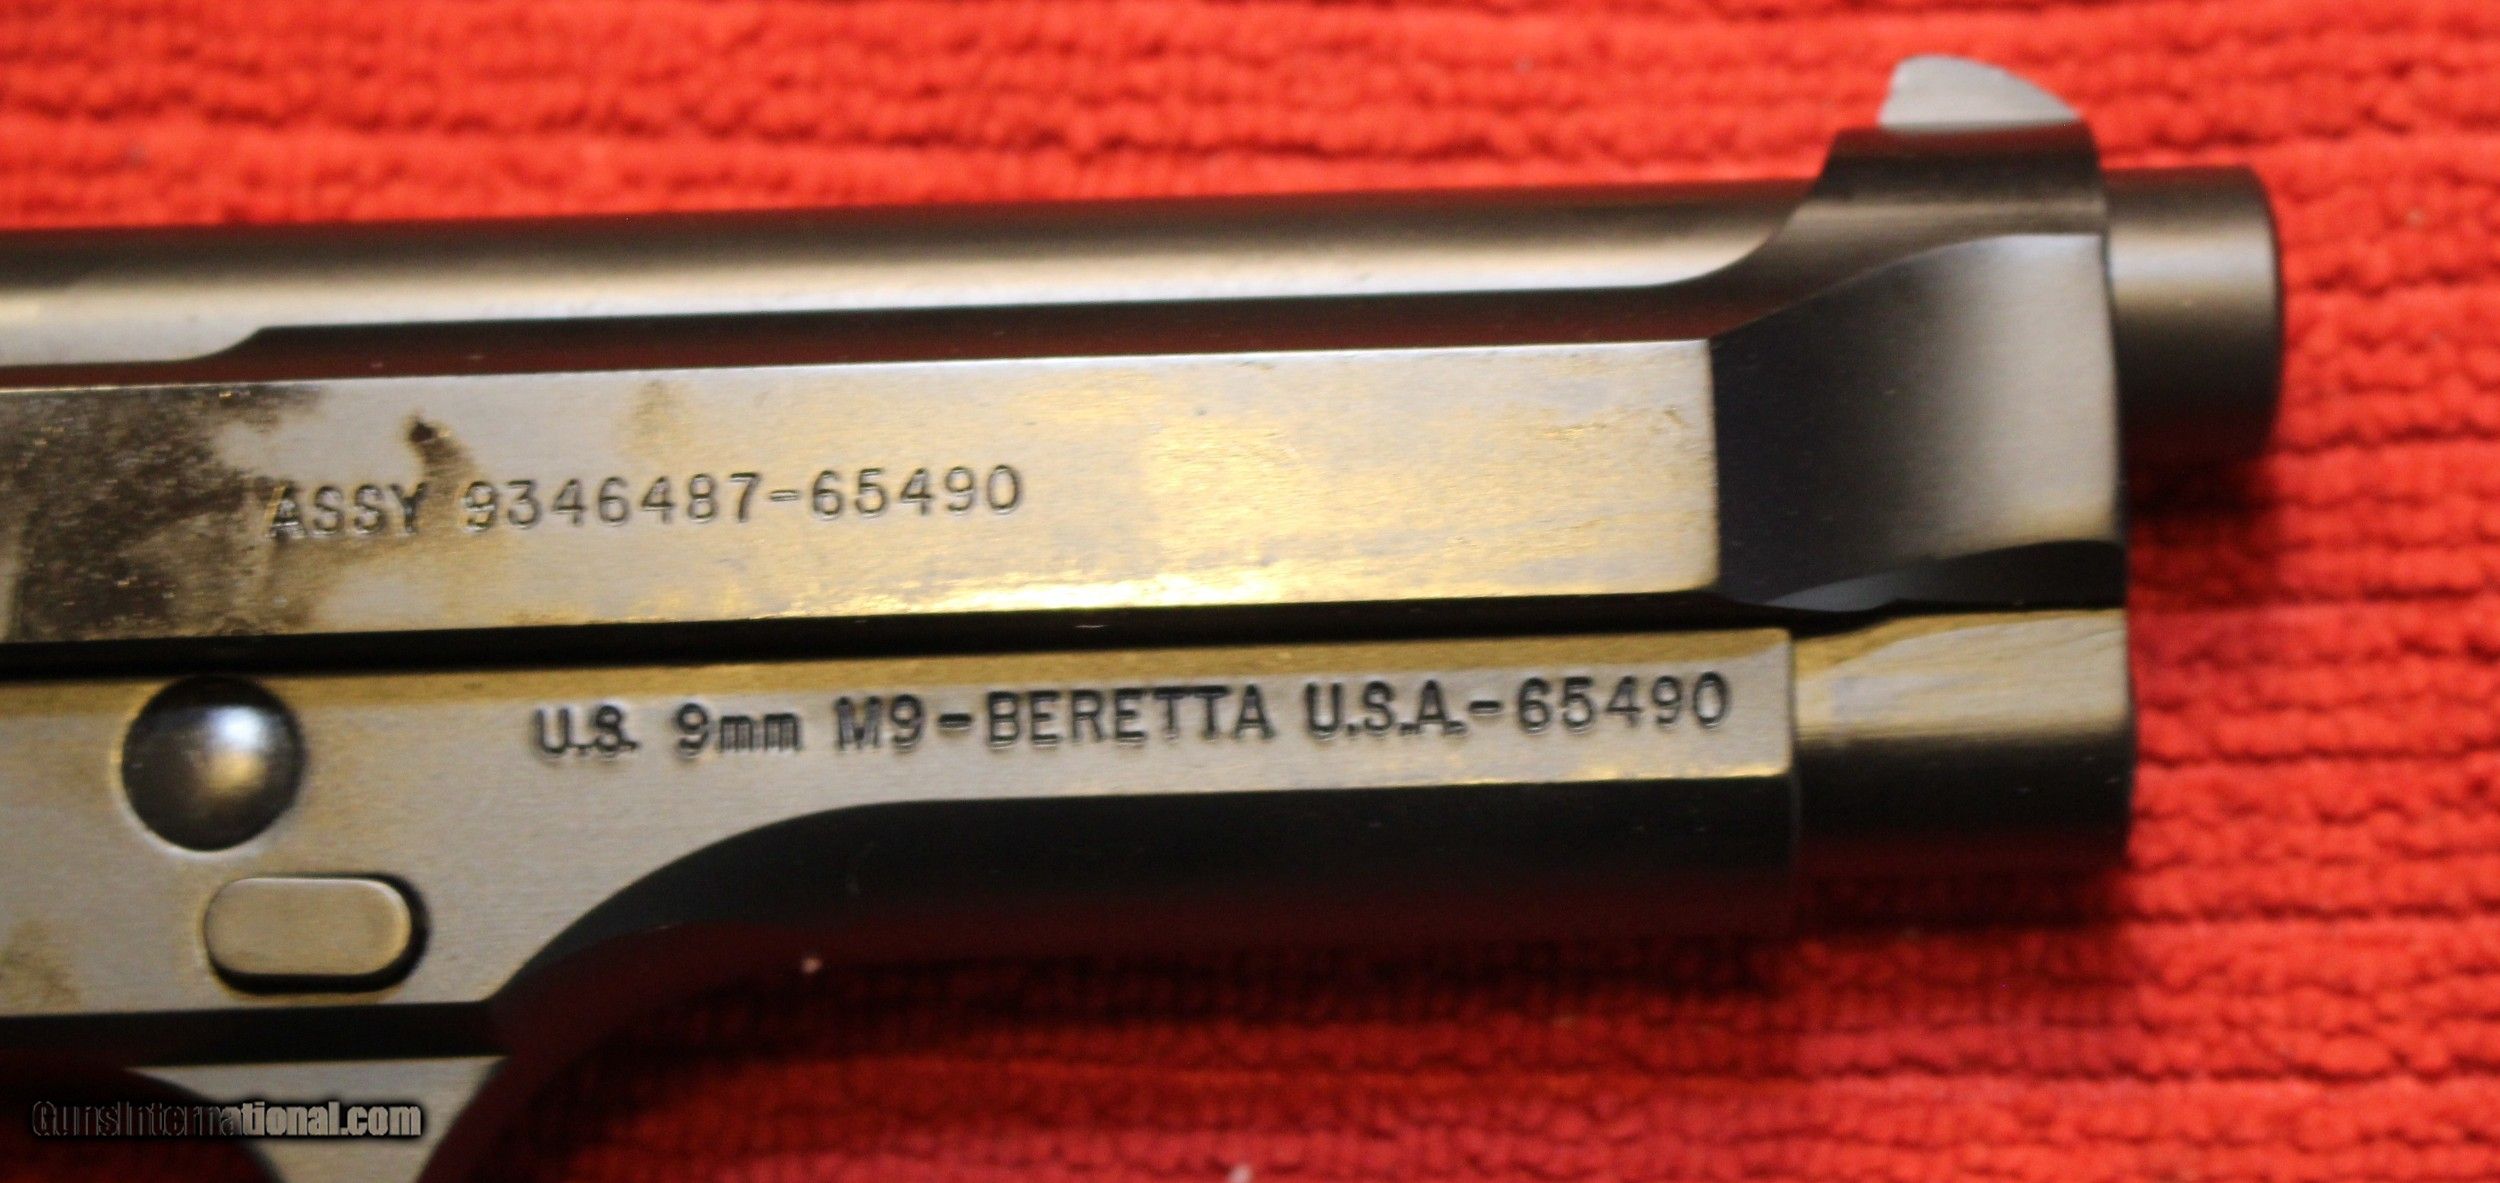 ASSY 9346487-65490
U.S. 9mm M9-BERETTA U.S.A.-65490
GunsInternational.com